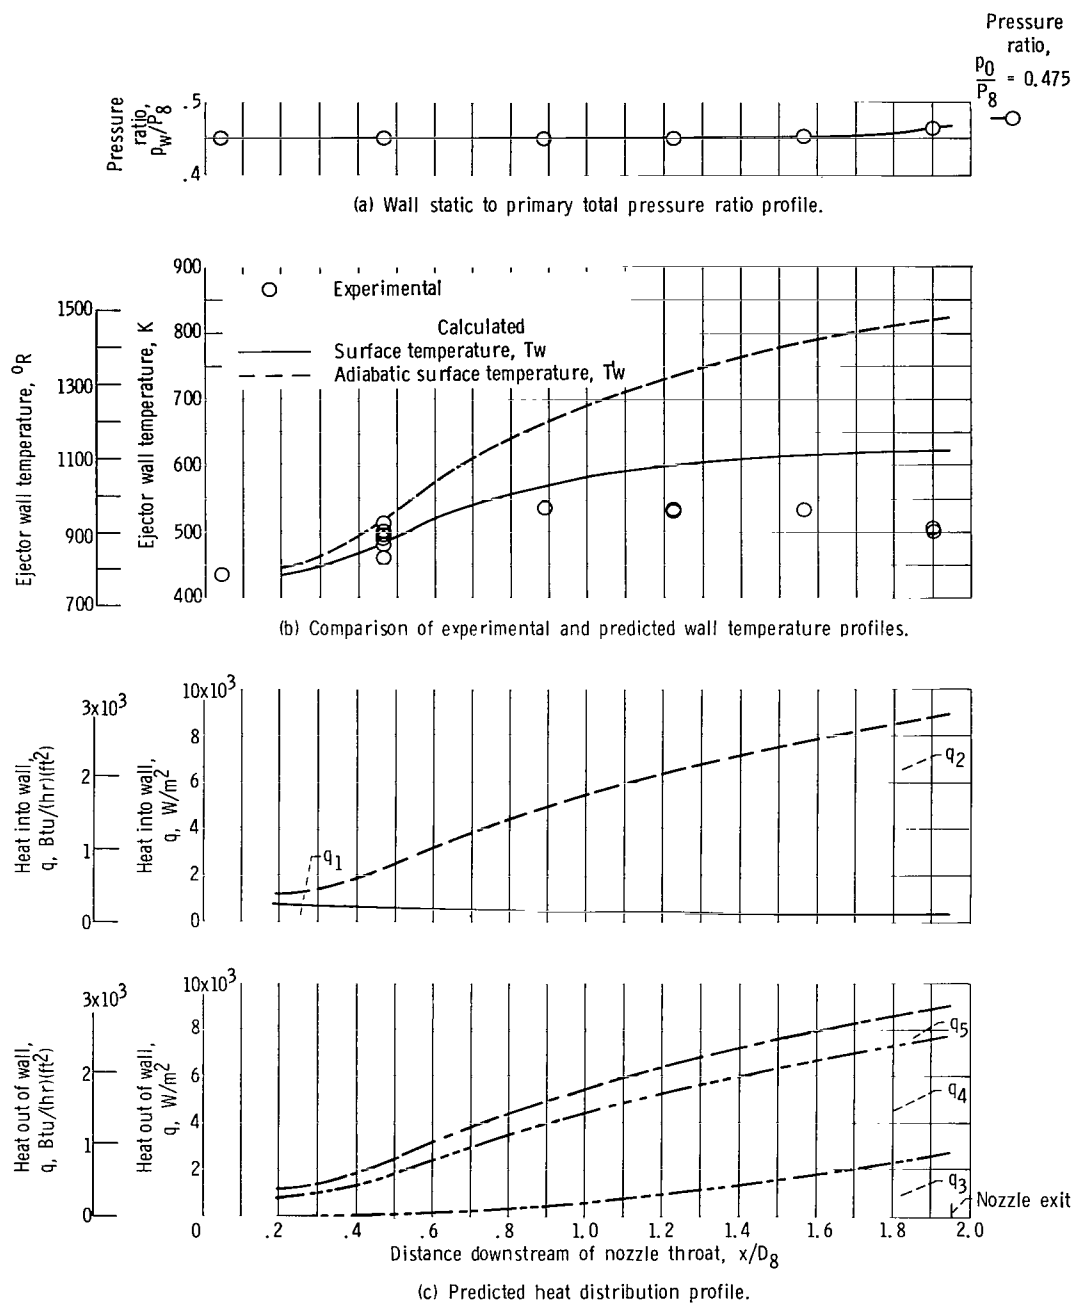 Pressure
ratio,
p0/P8 = 0.475
Pressure
ratio,
pw/P8
.5
.4
(a) Wall static to primary total pressure ratio profile.
Ejector wall temperature, ⁰R
1500
1300
1100
900
700
Ejector wall temperature, K
900
800
700
600
500
400
Experimental
Calculated
Surface temperature, Tw
Adiabatic surface temperature, T'w
(b) Comparison of experimental and predicted wall temperature profiles.
Heat into wall,
q, Btu/(hr)(ft²)
3x10³
2
1
0
Heat into wall,
q, W/m²
10x10³
8
6
4
2
0
q1
q2
Heat out of wall,
q, Btu/(hr)(ft²)
3x10³
2
1
0
Heat out of wall,
q, W/m²
10x10³
8
6
4
2
q5
q4
q3
Nozzle exit
0 .2 .4 .6 .8 1.0 1.2 1.4 1.6 1.8 2.0
Distance downstream of nozzle throat, x/D8
(c) Predicted heat distribution profile.